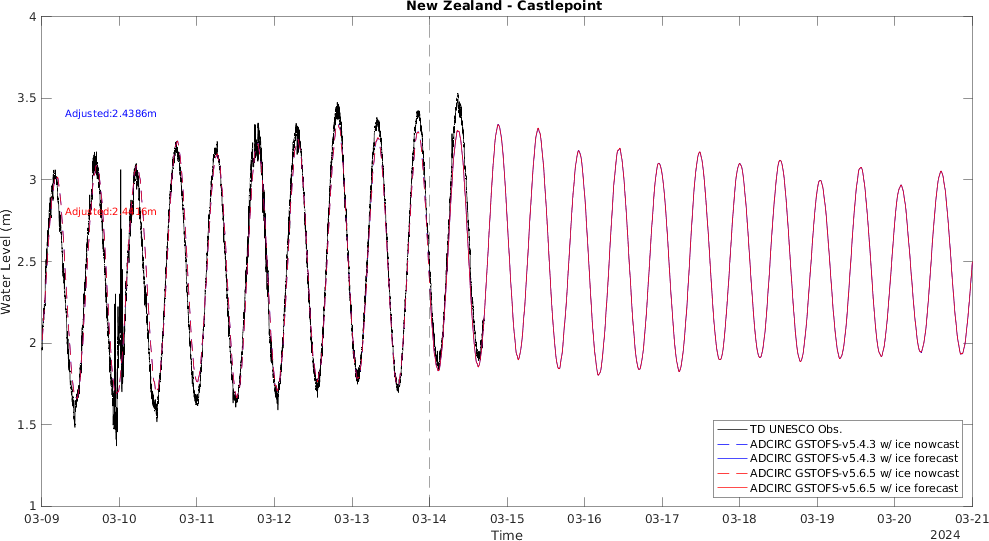 New Zealand - Castlepoint
4
3.5
3
2.5
2
1.5
1
Water Level (m)
Adjusted:2.4386m
TD UNESCO Obs.
ADCIRC GSTOFS-v5.4.3 w/ ice nowcast
ADCIRC GSTOFS-v5.4.3 w/ ice forecast
ADCIRC GSTOFS-v5.6.5 w/ ice nowcast
ADCIRC GSTOFS-v5.6.5 w/ ice forecast
03-09 03-10 03-11 03-12 03-13 03-14 03-15 03-16 03-17 03-18 03-19 03-20 03-21
Time
2024